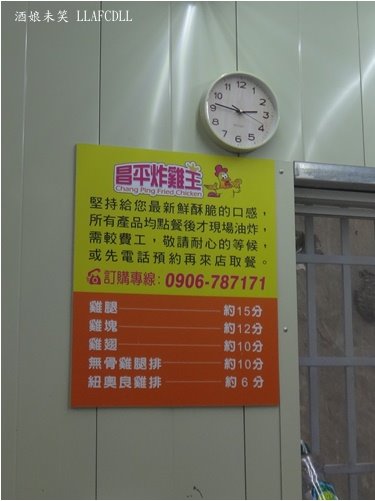 酒娘未笑 LLAFCDLL
昌平炸雞王
Chang Ping Fried Chicken
堅持給您最新鮮酥脆的口感，
所有產品均點餐後才現場油炸，
需較費工，敬請耐心的等候，
或先電話預約再來店取餐。
訂購專線：0906-787171
雞腿 約15分
雞塊 約12分
雞翅 約10分
無骨雞腿排 約10分
紐奧良雞排 約6分